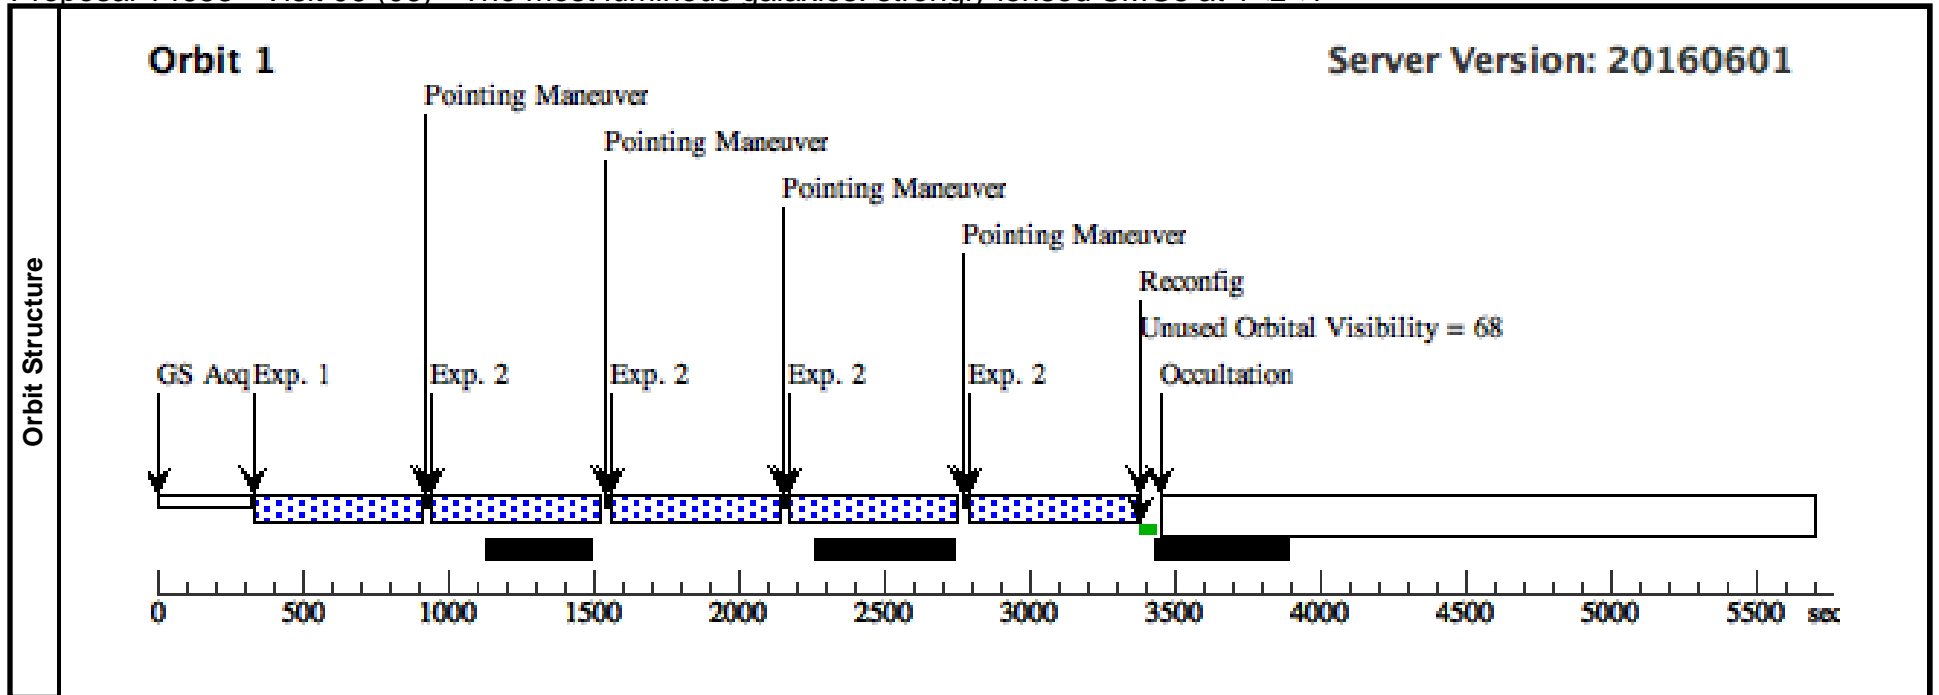 Orbit 1
Server Version: 20160601
Pointing Maneuver
Pointing Maneuver
Pointing Maneuver
Pointing Maneuver
Reconfig
Unused Orbital Visibility = 68
GS Acq Exp. 1 Exp. 2 Exp. 2 Exp. 2 Exp. 2 Occultation
Orbit Structure
0 500 1000 1500 2000 2500 3000 3500 4000 4500 5000 5500 sec